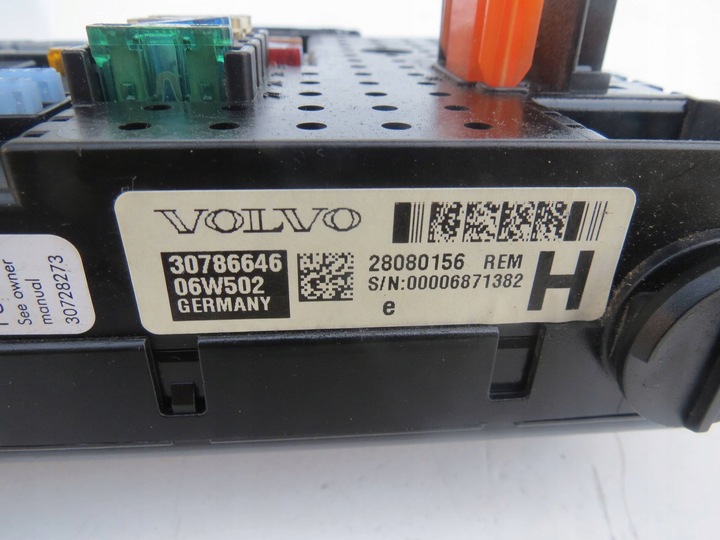 VOLVO
30786646
06W502
GERMANY
28080156 REM
S/N:00006871382
e
H
See owner
manual
30728273